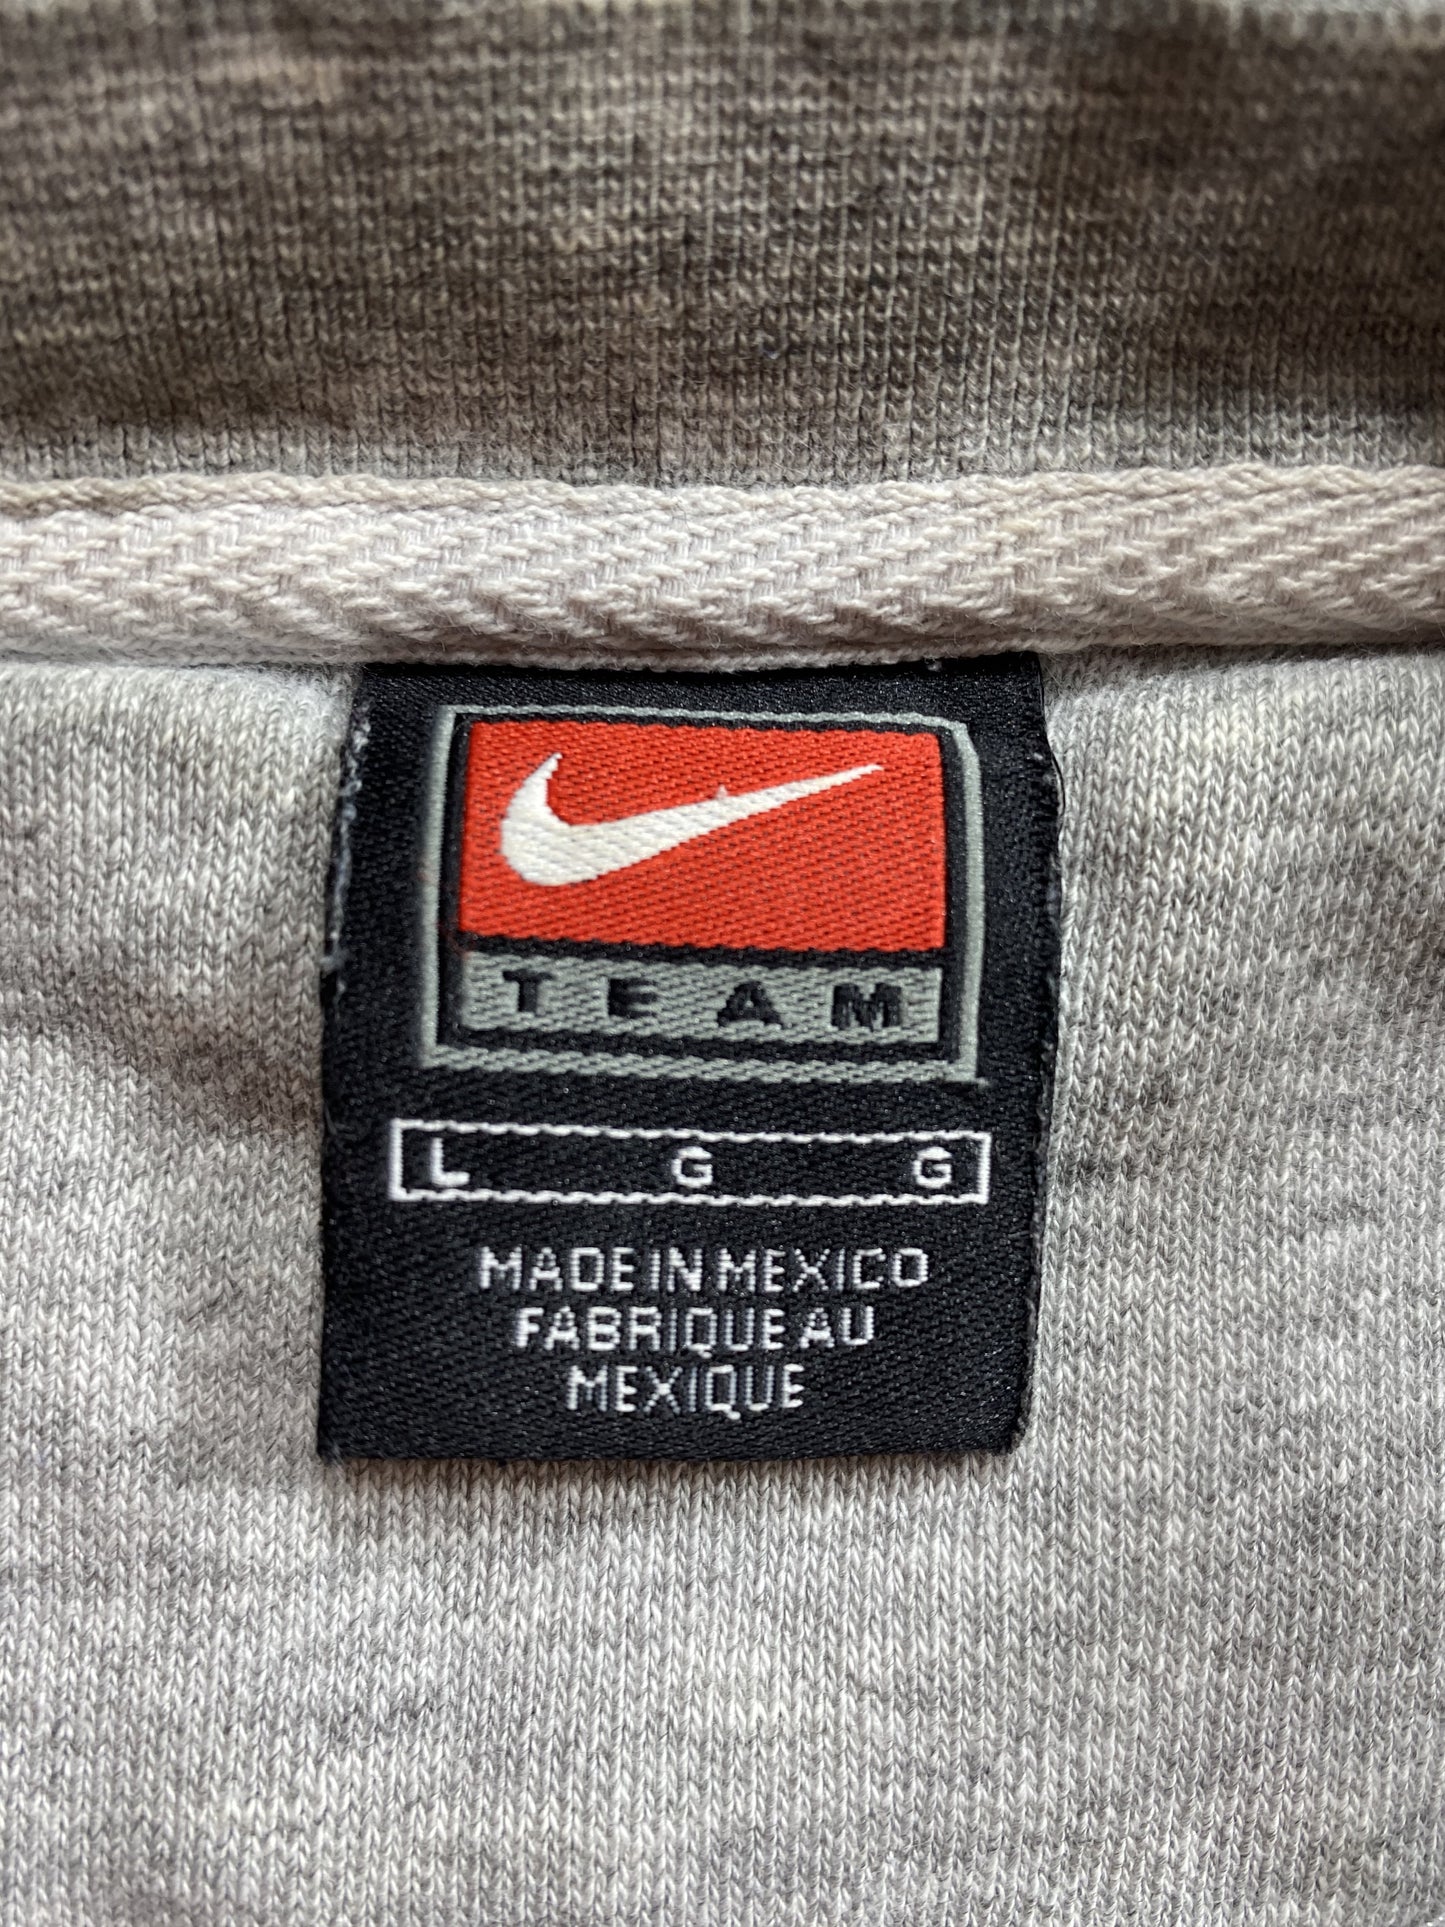 TEAM
L G G
MADE IN MEXICO
FABRIQUE AU
MEXIQUE